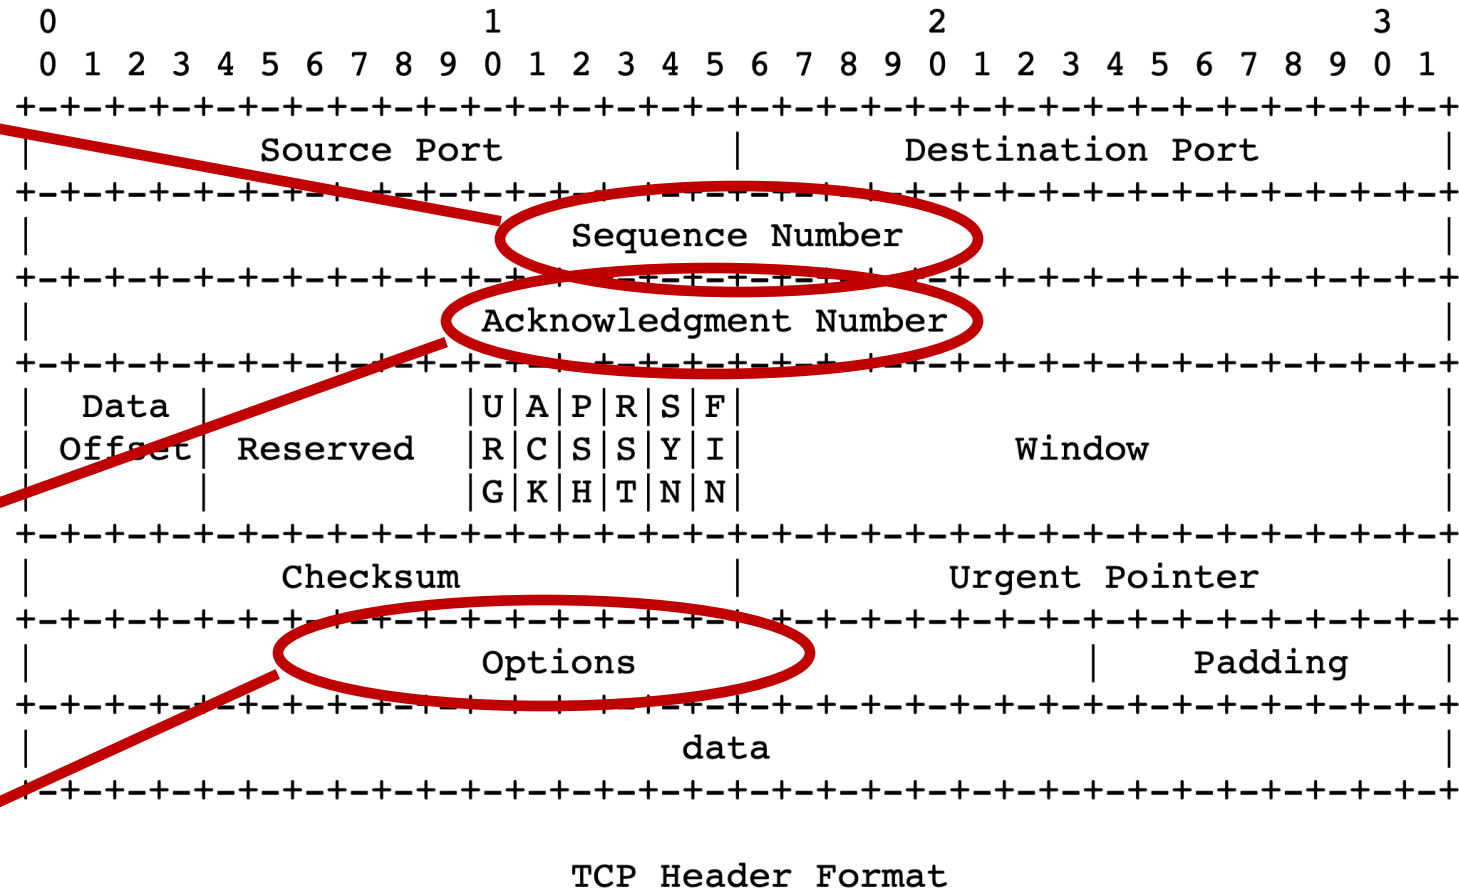 0                   1                   2                   3
0 1 2 3 4 5 6 7 8 9 0 1 2 3 4 5 6 7 8 9 0 1 2 3 4 5 6 7 8 9 0 1
+-+-+-+-+-+-+-+-+-+-+-+-+-+-+-+-+-+-+-+-+-+-+-+-+-+-+-+-+-+-+-+-+
| Source Port | Destination Port |
+-+-+-+-+-+-+-+-+-+-+-+-+-+-+-+-+-+-+-+-+-+-+-+-+-+-+-+-+-+-+-+-+
| Sequence Number |
+-+-+-+-+-+-+-+-+-+-+-+-+-+-+-+-+-+-+-+-+-+-+-+-+-+-+-+-+-+-+-+-+
| Acknowledgment Number |
+-+-+-+-+-+-+-+-+-+-+-+-+-+-+-+-+-+-+-+-+-+-+-+-+-+-+-+-+-+-+-+-+
| Data | |U|A|P|R|S|F| |
| Offset| Reserved |R|C|S|S|Y|I| Window |
| | |G|K|H|T|N|N| |
+-+-+-+-+-+-+-+-+-+-+-+-+-+-+-+-+-+-+-+-+-+-+-+-+-+-+-+-+-+-+-+-+
| Checksum | Urgent Pointer |
+-+-+-+-+-+-+-+-+-+-+-+-+-+-+-+-+-+-+-+-+-+-+-+-+-+-+-+-+-+-+-+-+
| Options | Padding |
+-+-+-+-+-+-+-+-+-+-+-+-+-+-+-+-+-+-+-+-+-+-+-+-+-+-+-+-+-+-+-+-+
| data |
+-+-+-+-+-+-+-+-+-+-+-+-+-+-+-+-+-+-+-+-+-+-+-+-+-+-+-+-+-+-+-+-+
TCP Header Format